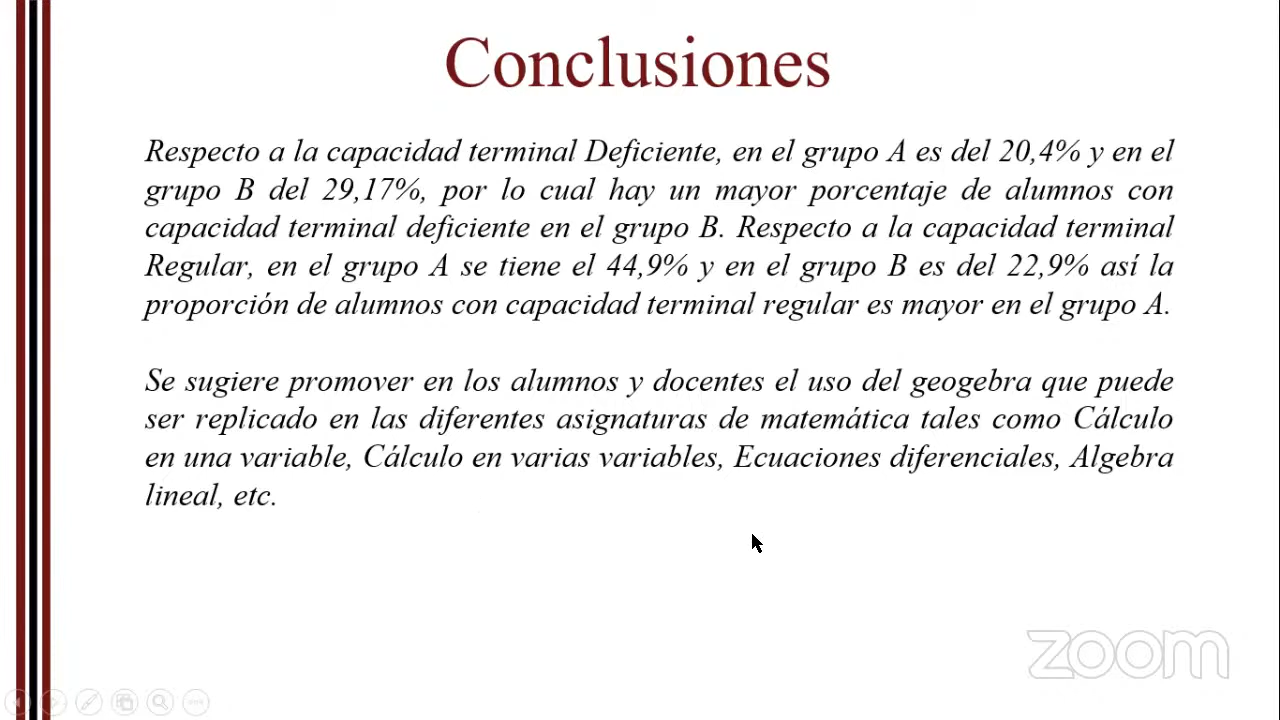 Conclusiones
Respecto a la capacidad terminal Deficiente, en el grupo A es del 20,4% y en el
grupo B del 29,17%, por lo cual hay un mayor porcentaje de alumnos con
capacidad terminal deficiente en el grupo B. Respecto a la capacidad terminal
Regular, en el grupo A se tiene el 44,9% y en el grupo B es del 22,9% así la
proporción de alumnos con capacidad terminal regular es mayor en el grupo A.
Se sugiere promover en los alumnos y docentes el uso del geogebra que puede
ser replicado en las diferentes asignaturas de matemática tales como Cálculo
en una variable, Cálculo en varias variables, Ecuaciones diferenciales, Algebra
lineal, etc.
zoom